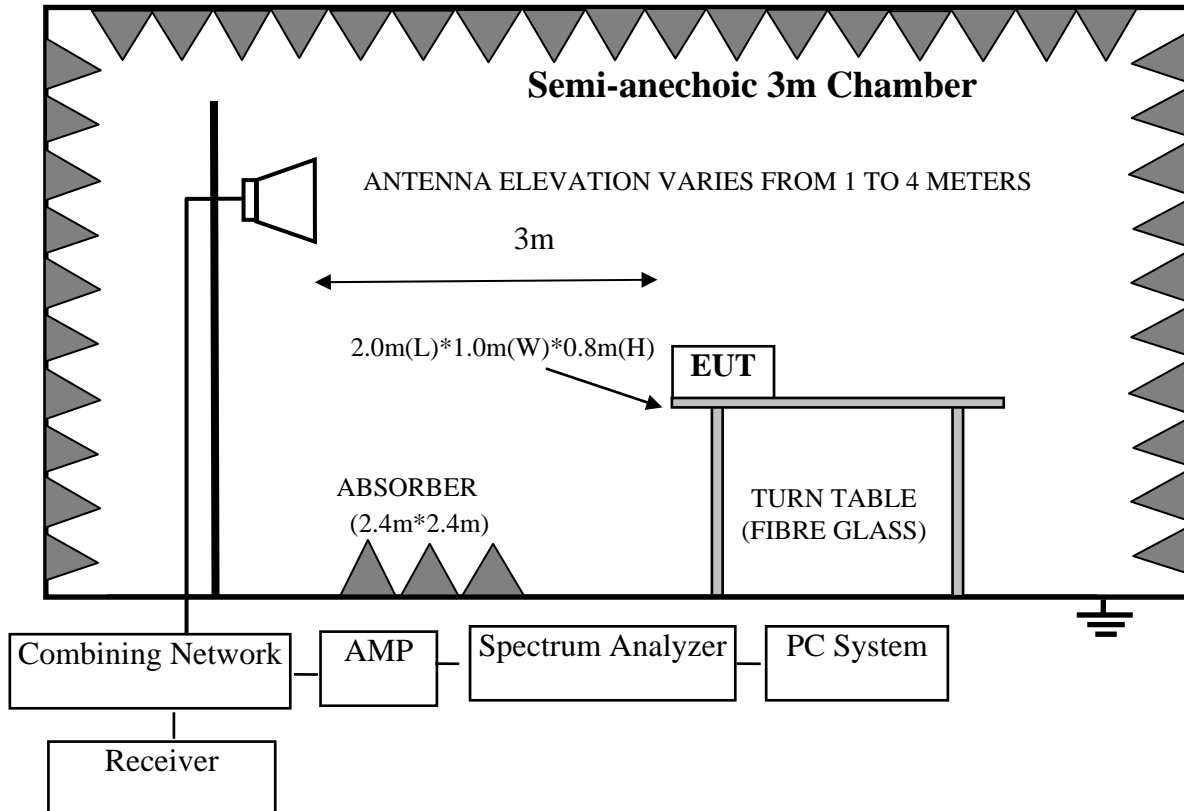 Semi-anechoic 3m Chamber
ANTENNA ELEVATION VARIES FROM 1 TO 4 METERS
3m
2.0m(L)*1.0m(W)*0.8m(H)
EUT
ABSORBER
(2.4m*2.4m)
TURN TABLE
(FIBRE GLASS)
Combining Network
AMP
Spectrum Analyzer
PC System
Receiver